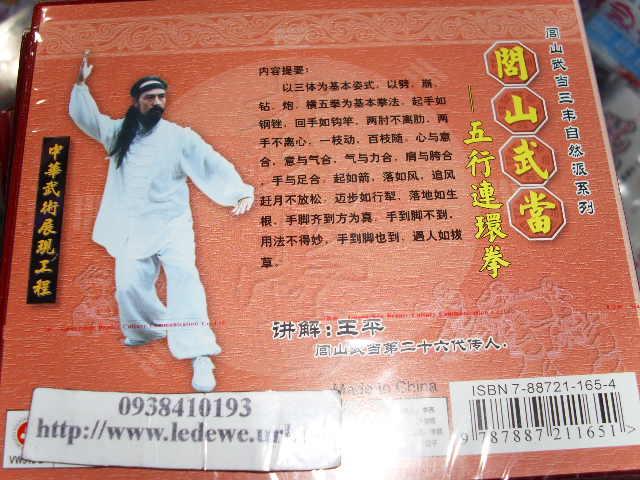 闾山武当三丰自然派系列
閭山武當
—五行連環拳
中華武術展現工程
内容提要:
以三体为基本姿式，以劈、崩、
钻、炮、横五拳为基本拳法，起手如
钢锉，回手如钩竿，两肘不离肋，两
手不离心，一枝动，百枝随，心与意
合，意与气合，气与力合，肩与胯合
，手与足合，起如箭，落如风，追风
赶月不放松，迈步如行犁，落地如生
根，手脚齐到方为真，手到脚不到，
用法不得妙，手到脚也到，遇人如拔
草。
讲解:王平
闾山武当第二十六代传人.
Made in China
ISBN 7-88721-165-4
9 787887 211651
0938410193
http://www.ledewe.url.